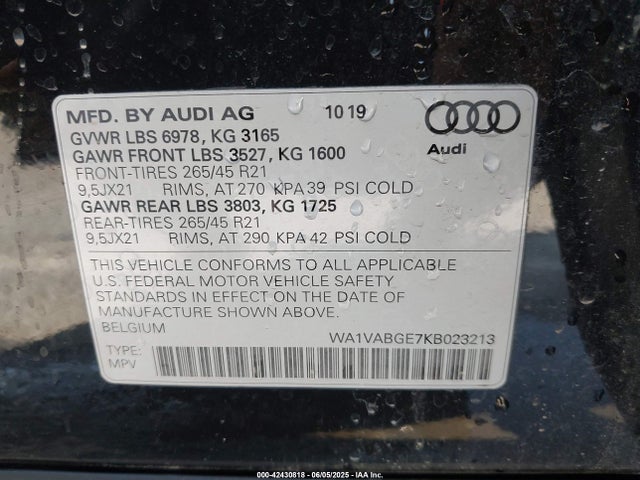 MFD. BY AUDI AG 10 19
GVWR LBS 6978, KG 3165
GAWR FRONT LBS 3527, KG 1600
FRONT-TIRES 265/45 R21
9,5JX21 RIMS, AT 270 KPA 39 PSI COLD
GAWR REAR LBS 3803, KG 1725
REAR-TIRES 265/45 R21
9,5JX21 RIMS, AT 290 KPA 42 PSI COLD
Audi
THIS VEHICLE CONFORMS TO ALL APPLICABLE
U.S. FEDERAL MOTOR VEHICLE SAFETY
STANDARDS IN EFFECT ON THE DATE OF
MANUFACTURE SHOWN ABOVE.
BELGIUM
WA1VABGE7KB023213
TYPE:
MPV
000-42430818 | 06/05/2025 - IAA Inc.